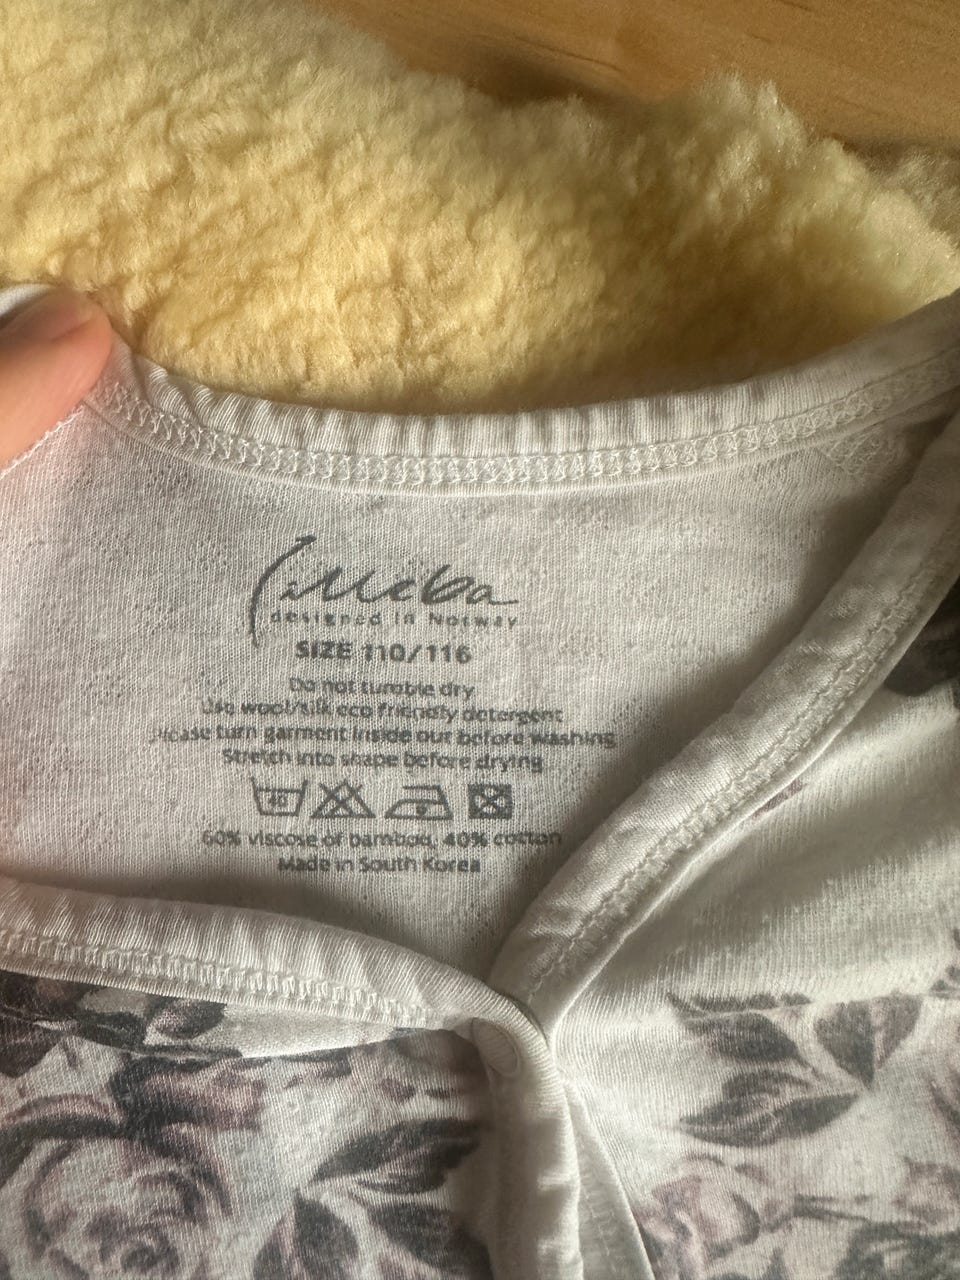 iMeba
designed in Norway
SIZE 110/116
Do not tumble dry
Use wool/silk eco friendly detergent
Please turn garment inside our before washing
Stretch into shape before drying
40
60% viscose of bamboo, 40% cotton
Made in South Korea